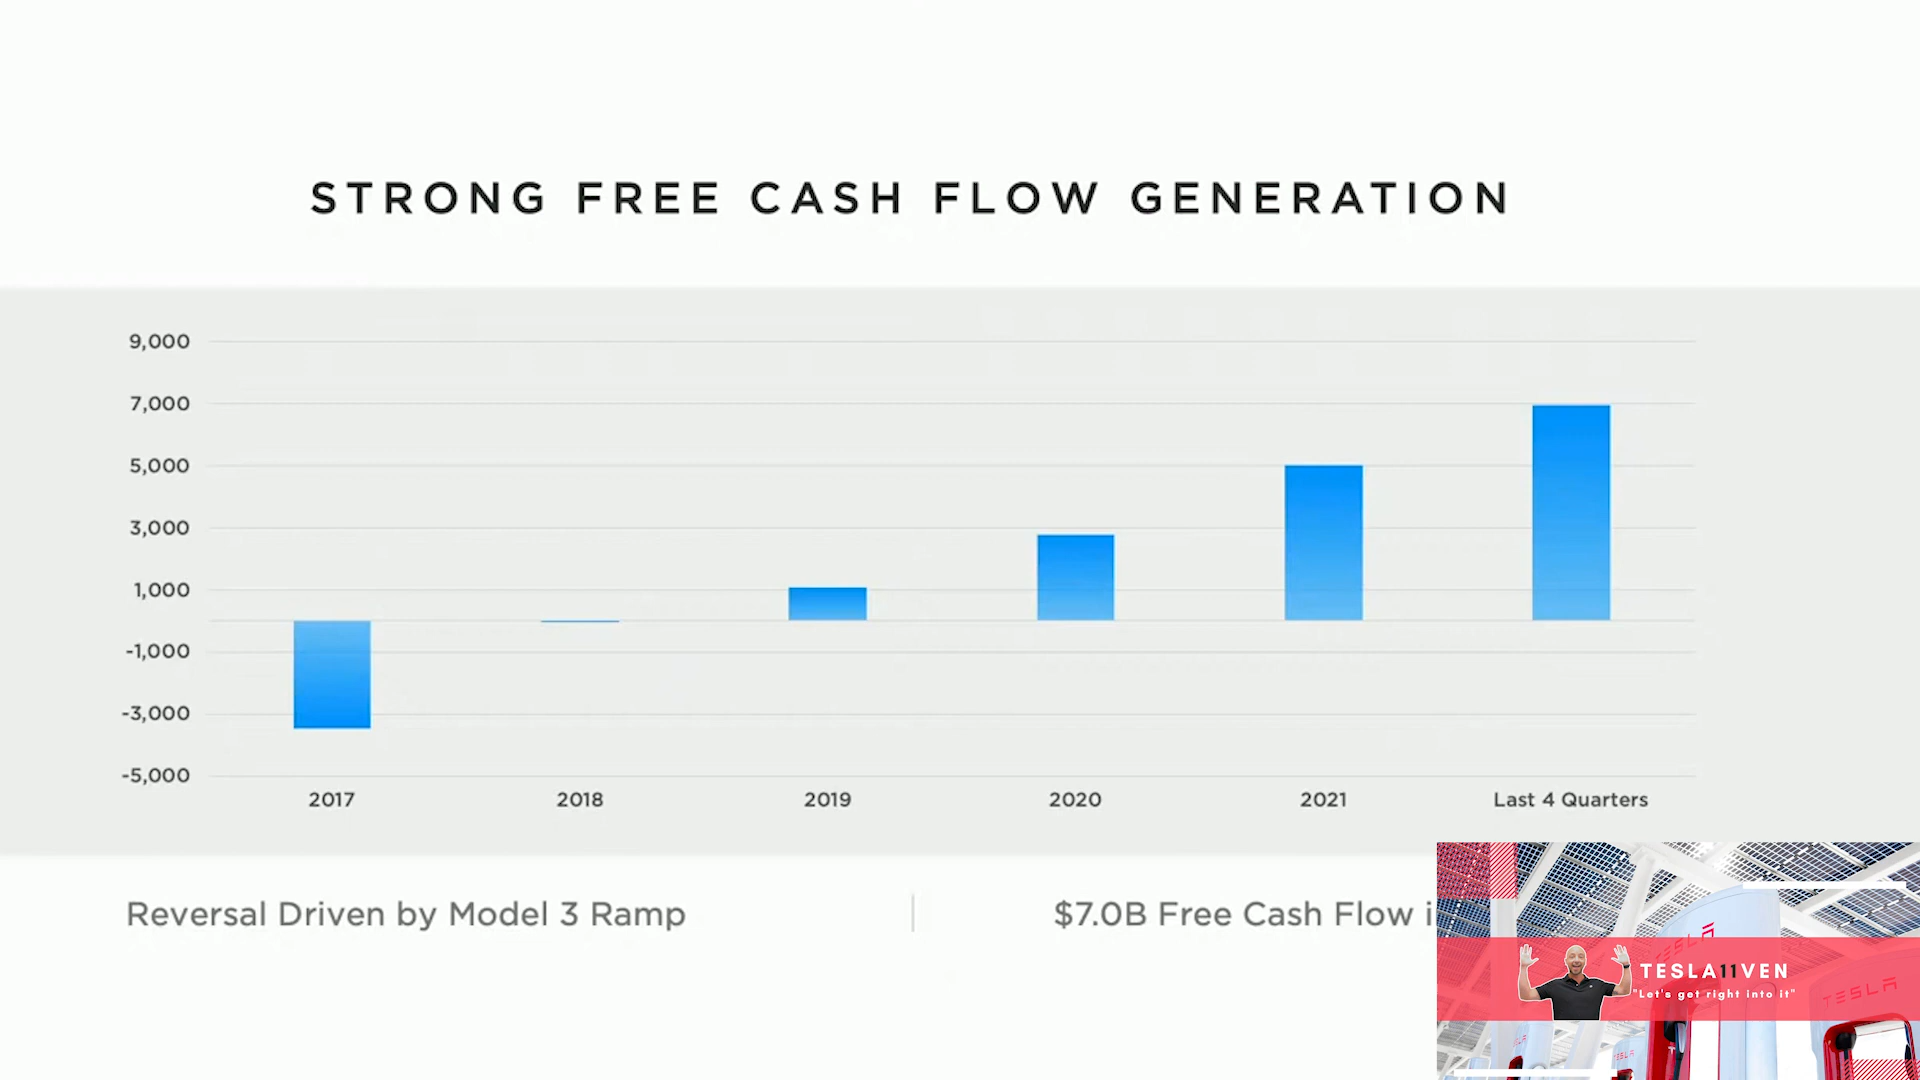 STRONG FREE CASH FLOW GENERATION
9,000
7,000
5,000
3,000
1,000
-1,000
-3,000
-5,000
2017 2018 2019 2020 2021 Last 4 Quarters
Reversal Driven by Model 3 Ramp
$7.0B Free Cash Flow i
TESLA
TESLA11VEN
"Let's get right into it"
TESLA